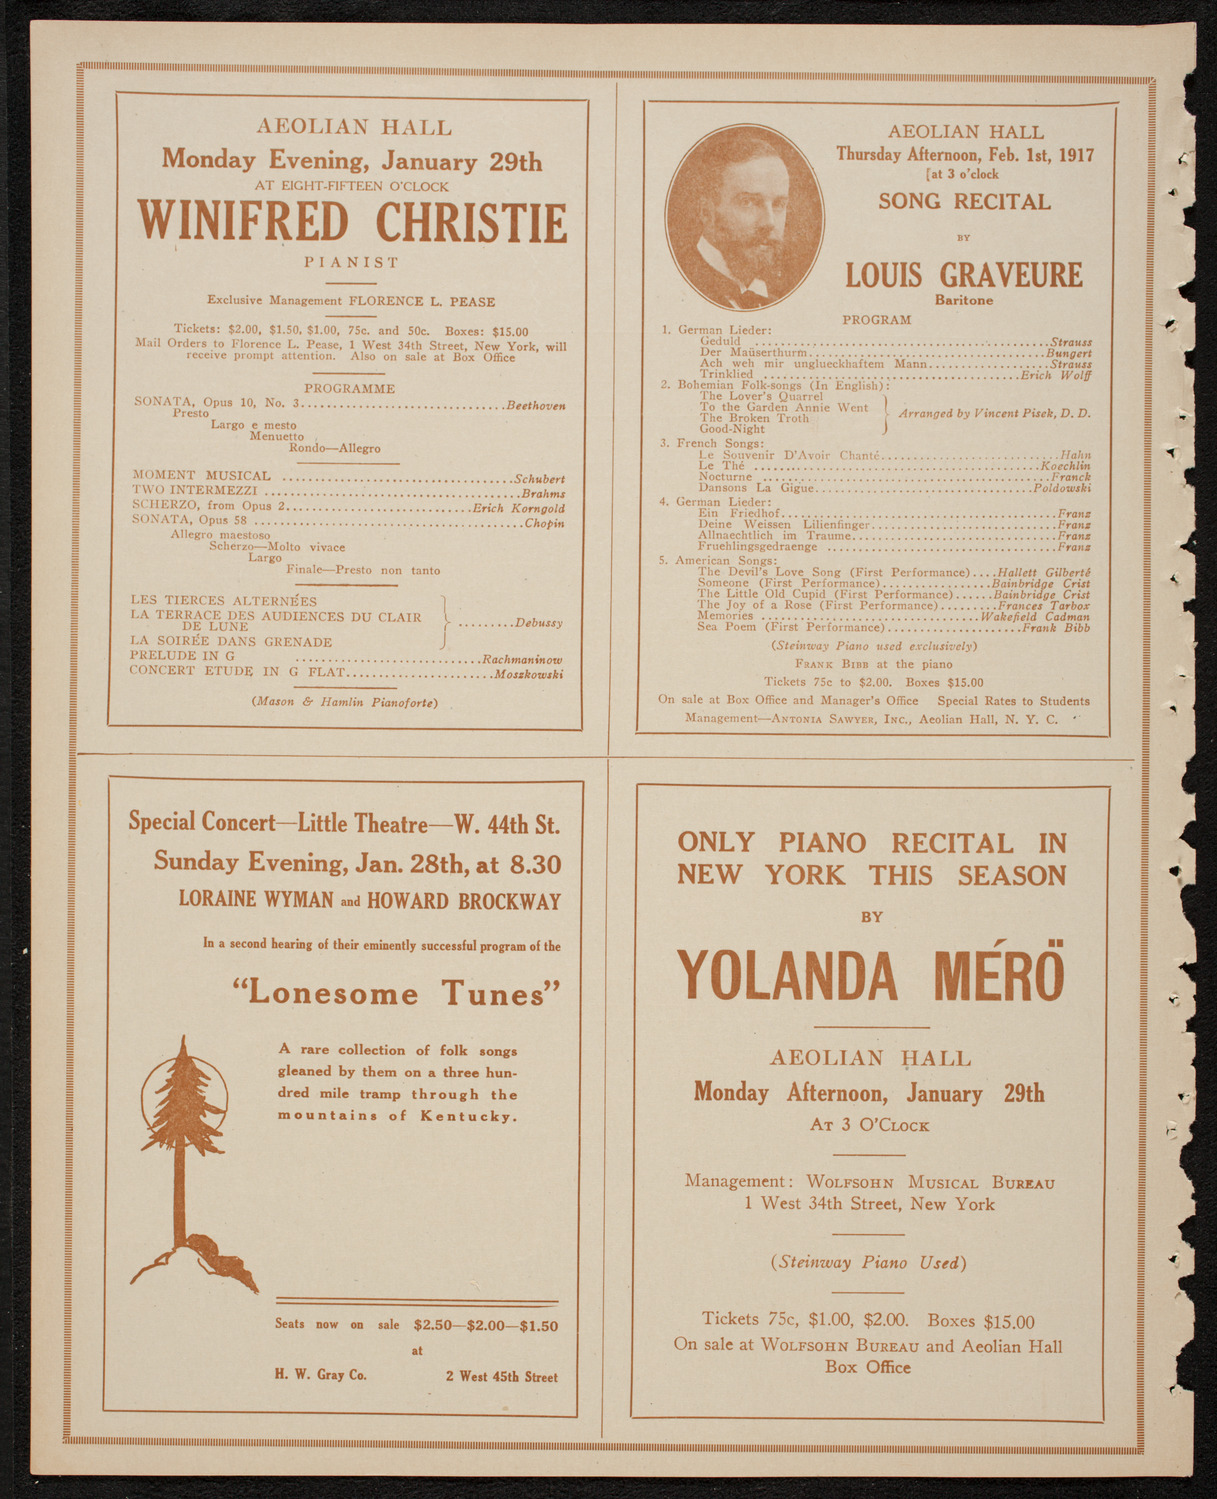 AEOLIAN HALL
Monday Evening, January 29th
AT EIGHT-FIFTEEN O'CLOCK
WINIFRED CHRISTIE
PIANIST
Exclusive Management FLORENCE L. PEASE
Tickets: $2.00, $1.50, $1.00, 75c. and 50c. Boxes: $15.00
Mail Orders to Florence L. Pease, 1 West 34th Street, New York, will
receive prompt attention. Also on sale at Box Office
PROGRAMME
SONATA, Opus 10, No. 3................................Beethoven
Presto
Largo e mesto
Menuetto
Rondo—Allegro
MOMENT MUSICAL ....................................Schubert
TWO INTERMEZZI .......................................Brahms
SCHERZO, from Opus 2............................Erich Korngold
SONATA, Opus 58 .........................................Chopin
Allegro maestoso
Scherzo—Molto vivace
Largo
Finale—Presto non tanto
LES TIERCES ALTERNÉES
LA TERRACE DES AUDIENCES DU CLAIR
DE LUNE
.........Debussy
LA SOIRÉE DANS GRENADE
PRELUDE IN G .............................Rachmaninow
CONCERT ETUDE IN G FLAT.......................Moszkowski
(Mason & Hamlin Pianoforte)
AEOLIAN HALL
Thursday Afternoon, Feb. 1st, 1917
[at 3 o'clock
SONG RECITAL
BY
LOUIS GRAVEURE
Baritone
PROGRAM
1. German Lieder:
Geduld ..............................................Strauss
Der Maüserthurm.....................................Bungert
Ach weh mir unglueckhaftem Mann..................Strauss
Trinklied .......................................Erich Wolff
2. Bohemian Folk-songs (In English):
The Lover's Quarrel
To the Garden Annie Went
Arranged by Vincent Pisek, D. D.
The Broken Troth
Good-Night
3. French Songs:
Le Souvenir D'Avoir Chanté...........................Hahn
Le Thé ............................................Koechlin
Nocturne ............................................Franck
Dansons La Gigue..................................Poldowski
4. German Lieder:
Ein Friedhof..........................................Franz
Deine Weissen Lilienfinger............................Franz
Allnaechtlich im Traume...............................Franz
Fruehlingsgedraenge ...................................Franz
5. American Songs:
The Devil's Love Song (First Performance)....Hallett Gilberté
Someone (First Performance).................Bainbridge Crist
The Little Old Cupid (First Performance)......Bainbridge Crist
The Joy of a Rose (First Performance).........Frances Tarbox
Memories ..................................Wakefield Cadman
Sea Poem (First Performance).....................Frank Bibb
(Steinway Piano used exclusively)
FRANK BIBB at the piano
Tickets 75c to $2.00. Boxes $15.00
On sale at Box Office and Manager's Office Special Rates to Students
Management—ANTONIA SAWYER, INC., Aeolian Hall, N. Y. C.
Special Concert—Little Theatre—W. 44th St.
Sunday Evening, Jan. 28th, at 8.30
LORAINE WYMAN and HOWARD BROCKWAY
In a second hearing of their eminently successful program of the
"Lonesome Tunes"
A rare collection of folk songs
gleaned by them on a three hun-
dred mile tramp through the
mountains of Kentucky.
Seats now on sale $2.50—$2.00—$1.50
at
H. W. Gray Co. 2 West 45th Street
ONLY PIANO RECITAL IN
NEW YORK THIS SEASON
BY
YOLANDA MÉRÖ
AEOLIAN HALL
Monday Afternoon, January 29th
AT 3 O'CLOCK
Management: WOLFSOHN MUSICAL BUREAU
1 West 34th Street, New York
(Steinway Piano Used)
Tickets 75c, $1.00, $2.00. Boxes $15.00
On sale at WOLFSOHN BUREAU and Aeolian Hall
Box Office